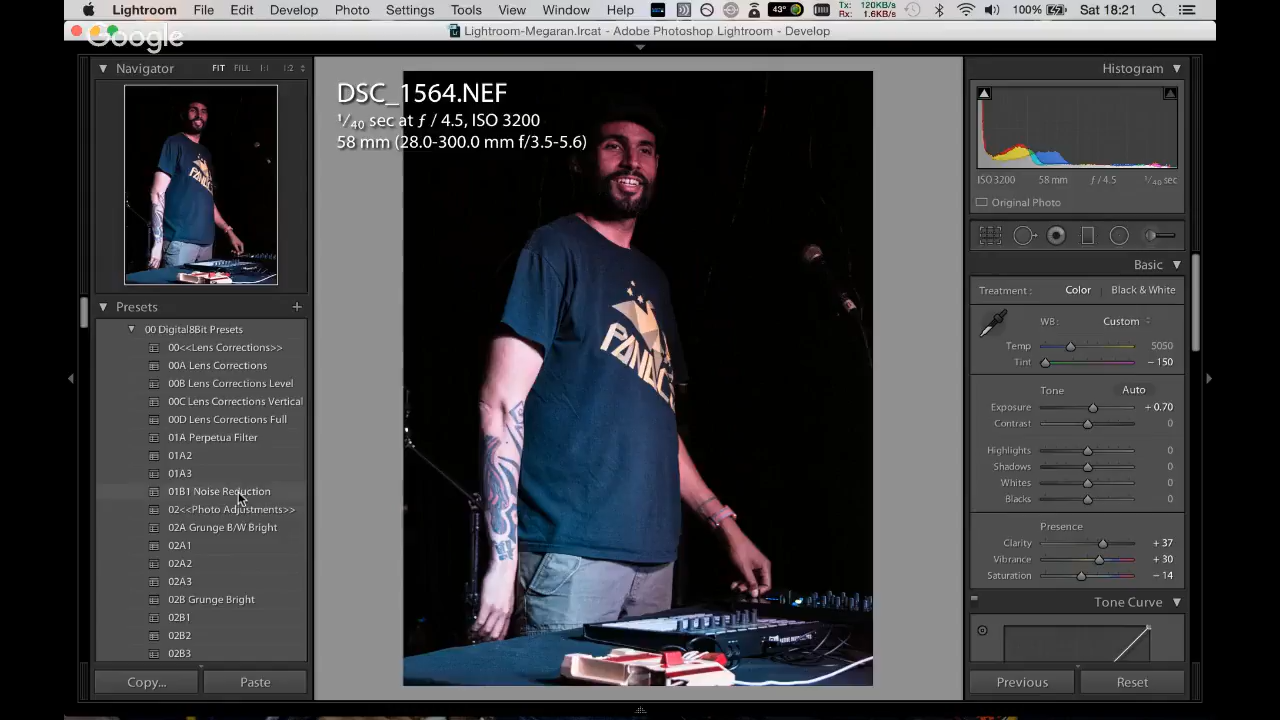 Lightroom File Edit Develop Photo Settings Tools View Window Help 43° Tx: 120KB/s Rx: 1.6KB/s 100% Sat 18:21
Google
Lightroom-Megaran.lrcat - Adobe Photoshop Lightroom - Develop
Navigator FIT FILL 1:1 1:2
Presets +
00 Digital8Bit Presets
00<<Lens Corrections>>
00A Lens Corrections
00B Lens Corrections Level
00C Lens Corrections Vertical
00D Lens Corrections Full
01A Perpetua Filter
01A2
01A3
01B1 Noise Reduction
02<<Photo Adjustments>>
02A Grunge B/W Bright
02A1
02A2
02A3
02B Grunge Bright
02B1
02B2
02B3
Copy... Paste
DSC_1564.NEF
1/40 sec at ƒ / 4.5, ISO 3200
58 mm (28.0-300.0 mm f/3.5-5.6)
Histogram
ISO 3200 58 mm ƒ / 4.5 1/40 sec
Original Photo
Basic
Treatment : Color Black & White
WB : Custom
Temp 5050
Tint − 150
Tone Auto
Exposure + 0.70
Contrast 0
Highlights 0
Shadows 0
Whites 0
Blacks 0
Presence
Clarity + 37
Vibrance + 30
Saturation − 14
Tone Curve
Previous Reset